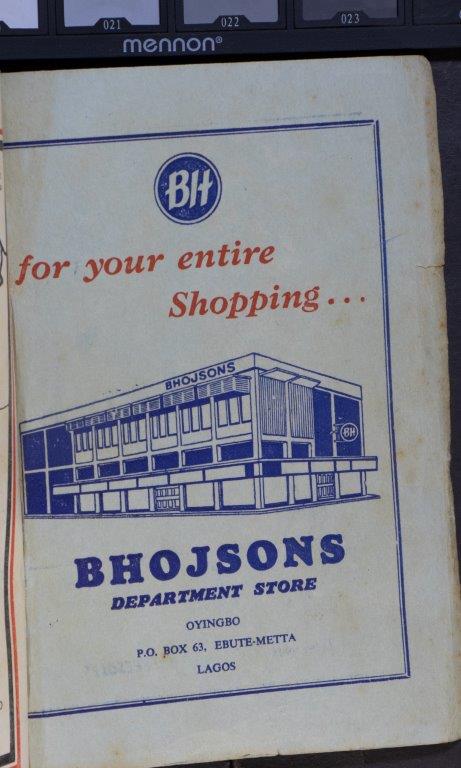 021
022
023
mennon®
BH
for your entire
Shopping...
BHOJSONS
BH
BHOJSONS
DEPARTMENT STORE
OYINGBO
P.O. BOX 63, EBUTE-METTA
LAGOS